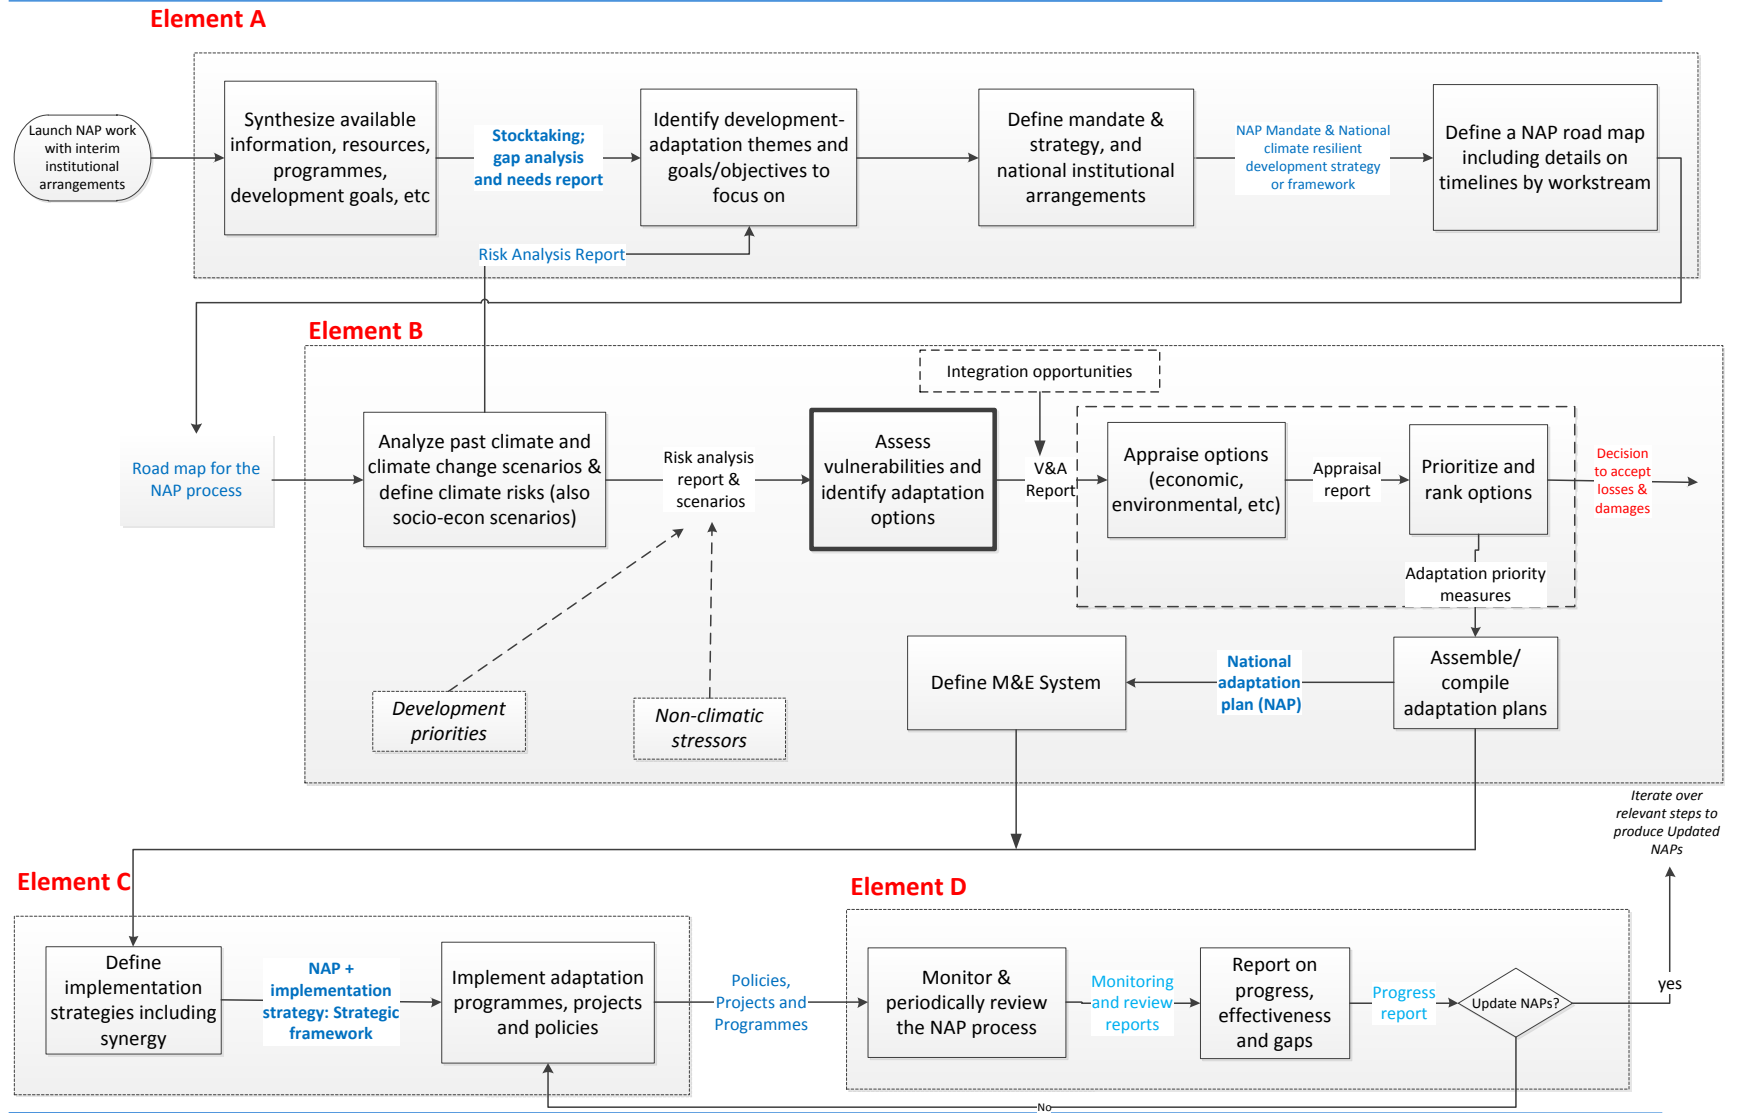 Element A
Launch NAP work
with interim
institutional
arrangements
Synthesize available
information, resources,
programmes,
development goals, etc
Stocktaking;
gap analysis
and needs report
Identify development-
adaptation themes and
goals/objectives to
focus on
Define mandate &
strategy, and
national institutional
arrangements
NAP Mandate & National
climate resilient
development strategy
or framework
Define a NAP road map
including details on
timelines by workstream
Risk Analysis Report
Element B
Integration opportunities
Road map for the
NAP process
Analyze past climate and
climate change scenarios &
define climate risks (also
socio-econ scenarios)
Risk analysis
report &
scenarios
Assess
vulnerabilities and
identify adaptation
options
V&A
Report
Appraise options
(economic,
environmental, etc)
Appraisal
report
Prioritize and
rank options
Decision
to accept
losses &
damages
Adaptation priority
measures
Development
priorities
Non-climatic
stressors
Define M&E System
National
adaptation
plan (NAP)
Assemble/
compile
adaptation plans
Iterate over
relevant steps to
produce Updated
NAPs
Element C
Define
implementation
strategies including
synergy
NAP +
implementation
strategy: Strategic
framework
Implement adaptation
programmes, projects
and policies
Policies,
Projects and
Programmes
Element D
Monitor &
periodically review
the NAP process
Monitoring
and review
reports
Report on
progress,
effectiveness
and gaps
Progress
report
Update NAPs?
yes
No